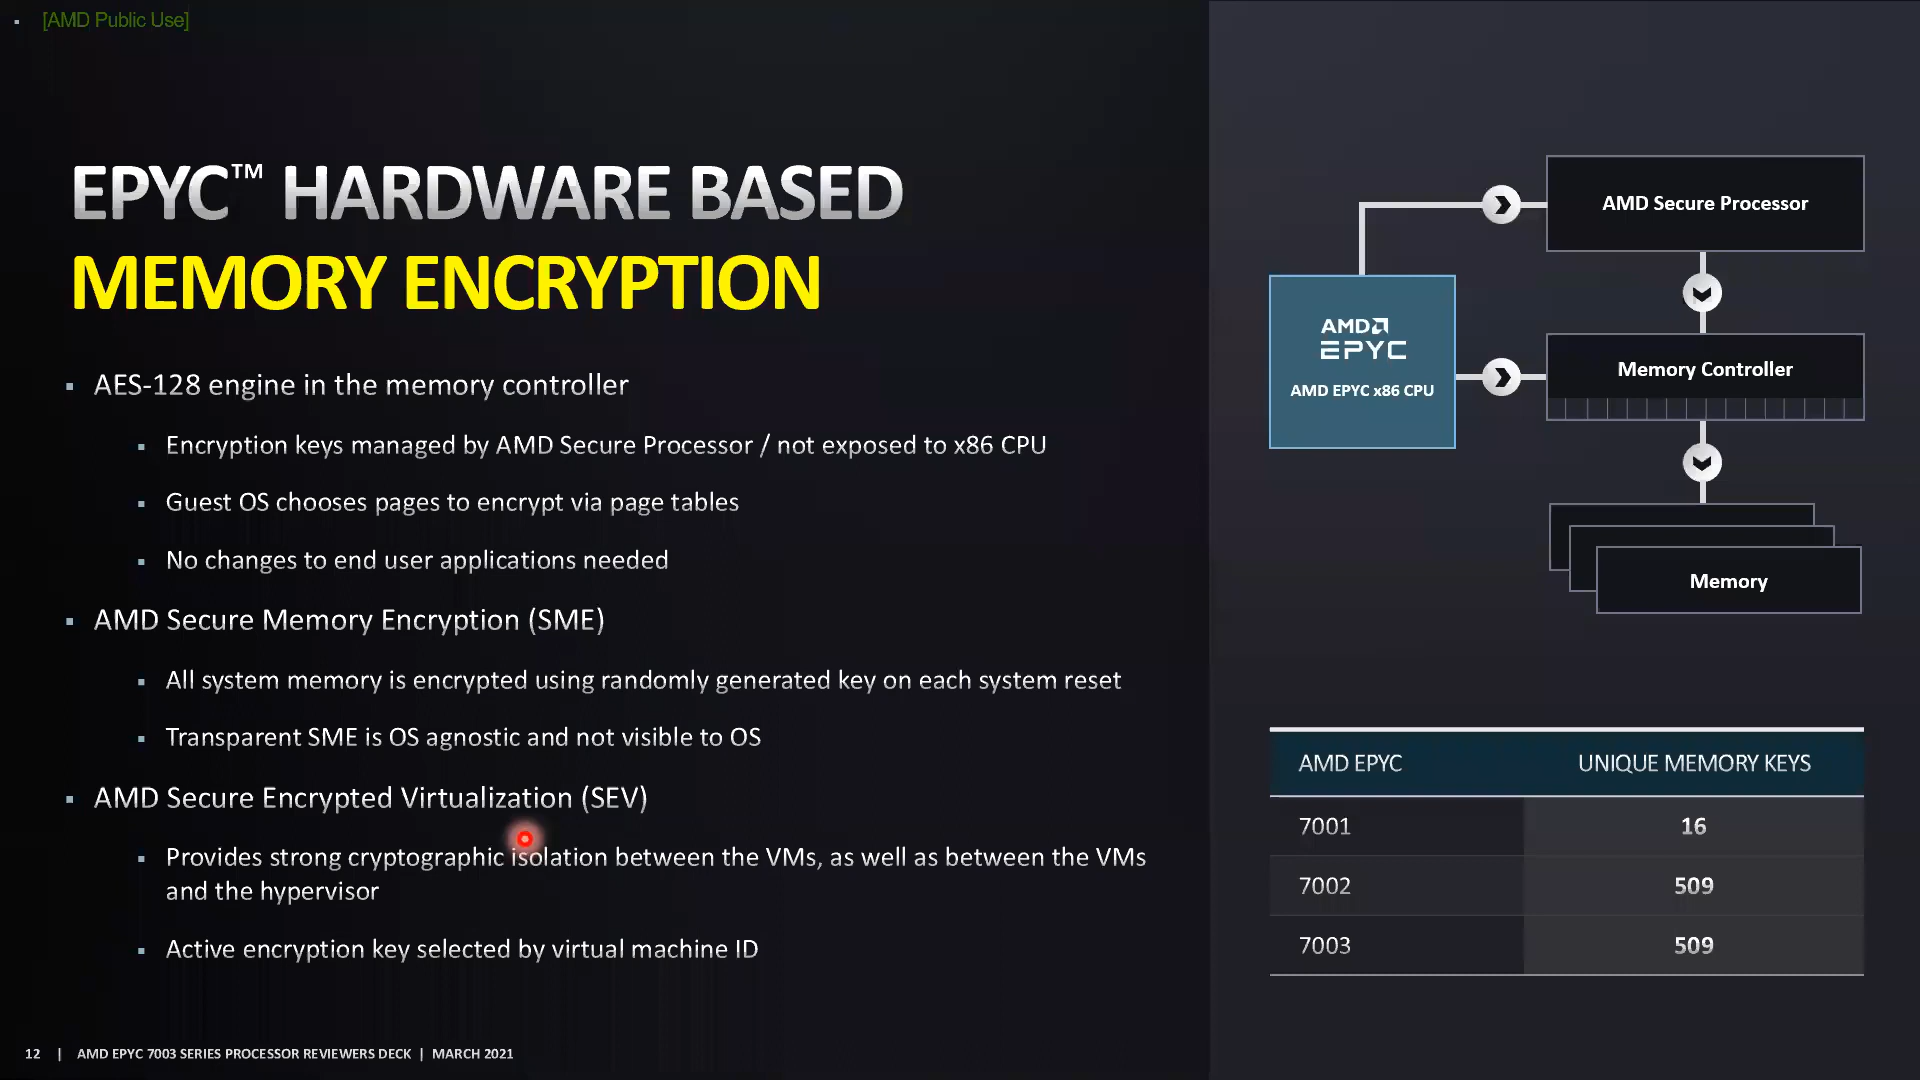 [AMD Public Use]
EPYC™ HARDWARE BASED
MEMORY ENCRYPTION
AES-128 engine in the memory controller
Encryption keys managed by AMD Secure Processor / not exposed to x86 CPU
Guest OS chooses pages to encrypt via page tables
No changes to end user applications needed
AMD Secure Memory Encryption (SME)
All system memory is encrypted using randomly generated key on each system reset
Transparent SME is OS agnostic and not visible to OS
AMD Secure Encrypted Virtualization (SEV)
Provides strong cryptographic isolation between the VMs, as well as between the VMs
and the hypervisor
Active encryption key selected by virtual machine ID
AMD Secure Processor
AMD
EPYC
AMD EPYC x86 CPU
Memory Controller
Memory
AMD EPYC UNIQUE MEMORY KEYS
7001 16
7002 509
7003 509
12 | AMD EPYC 7003 SERIES PROCESSOR REVIEWERS DECK | MARCH 2021